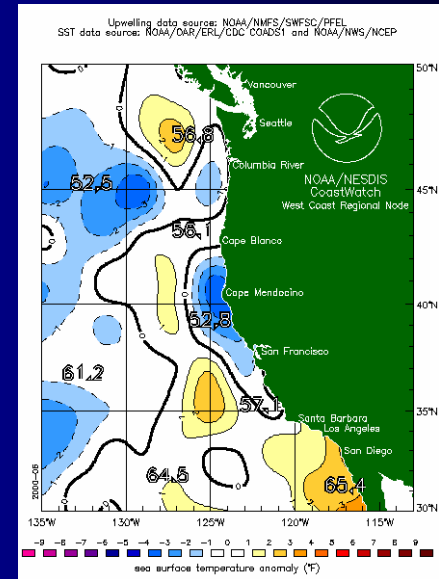 Upwelling data source: NOAA/NMFS/SWFSC/PFEL
SST data source: NOAA/OAR/ERL/CDC COADS1 and NOAA/NWS/NCEP
50°N
Vancouver
Seattle
56.8
Columbia River
NOAA/NESDIS
CoastWatch
West Coast Regional Node
52.5
45°N
56.1
Cape Blanco
Cape Mendocino
40°N
52.8
San Francisco
61.2
57.1
35°N
Santa Barbara
Los Angeles
San Diego
64.5
65.4
2000-06
30°N
135°W 130°W 125°W 120°W 115°W
-9 -8 -7 -6 -5 -4 -3 -2 -1 0 1 2 3 4 5 6 7 8 9
sea surface temperature anomaly (°F)